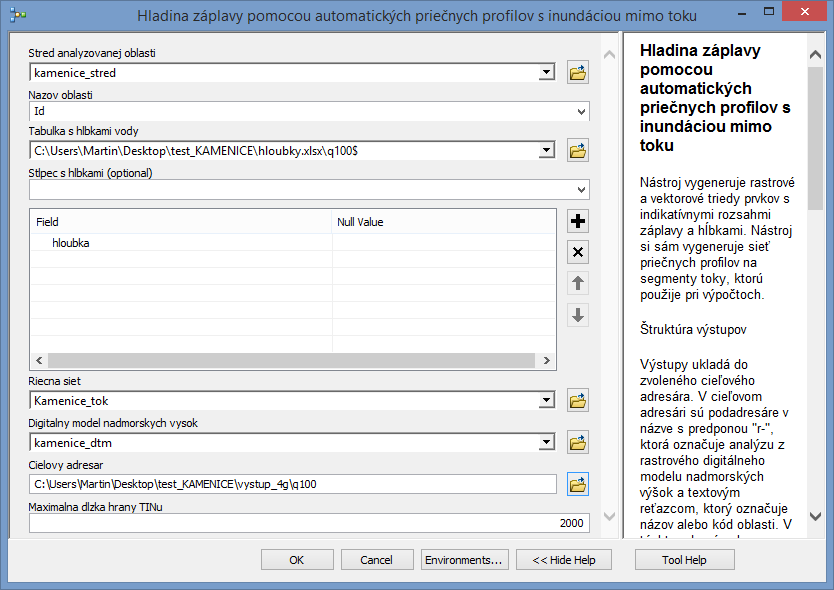 Hladina záplavy pomocou automatických priečnych profilov s inundáciou mimo toku
Stred analyzovanej oblasti
kamenice_stred
Nazov oblasti
Id
Tabulka s hlbkami vody
C:\Users\Martin\Desktop\test_KAMENICE\hloubky.xlsx\q100$
Stlpec s hlbkami (optional)
Field
Null Value
hloubka
Riecna siet
Kamenice_tok
Digitalny model nadmorskych vysok
kamenice_dtm
Cielovy adresar
C:\Users\Martin\Desktop\test_KAMENICE\vystup_4g\q100
Maximalna dlzka hrany TINu
2000
OK
Cancel
Environments...
<< Hide Help
Tool Help
Hladina záplavy
pomocou
automatických
priečnych profilov s
inundáciou mimo
toku
Nástroj vygeneruje rastrové
a vektorové triedy prvkov s
indikatívnymi rozsahmi
záplavy a hĺbkami. Nástroj
si sám vygeneruje sieť
priečnych profilov na
segmenty toky, ktorú
použije pri výpočtoch.
Štruktúra výstupov
Výstupy ukladá do
zvoleného cieľového
adresára. V cieľovom
adresári sú podadresáre v
názve s predponou "r-",
ktorá označuje analýzu z
rastrového digitálneho
modelu nadmorských
výšok a textovým
reťazcom, ktorý označuje
názov alebo kód oblasti. V